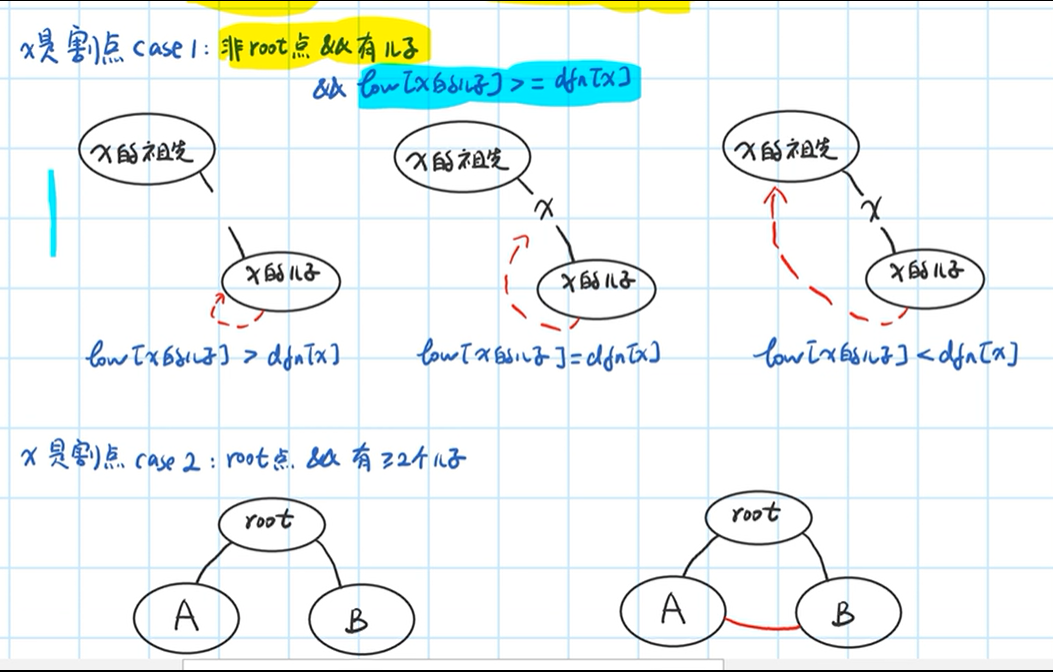 x是割点 case 1: 非root点 && 有儿子
&& low[x的儿子] >= dfn[x]
x的祖先
x的祖先
x的祖先
x
x
x的儿子
x的儿子
x的儿子
low[x的儿子] > dfn[x]
low[x的儿子] = dfn[x]
low[x的儿子] < dfn[x]
x是割点 case 2: root点 && 有≥2个儿子
root
root
A
B
A
B